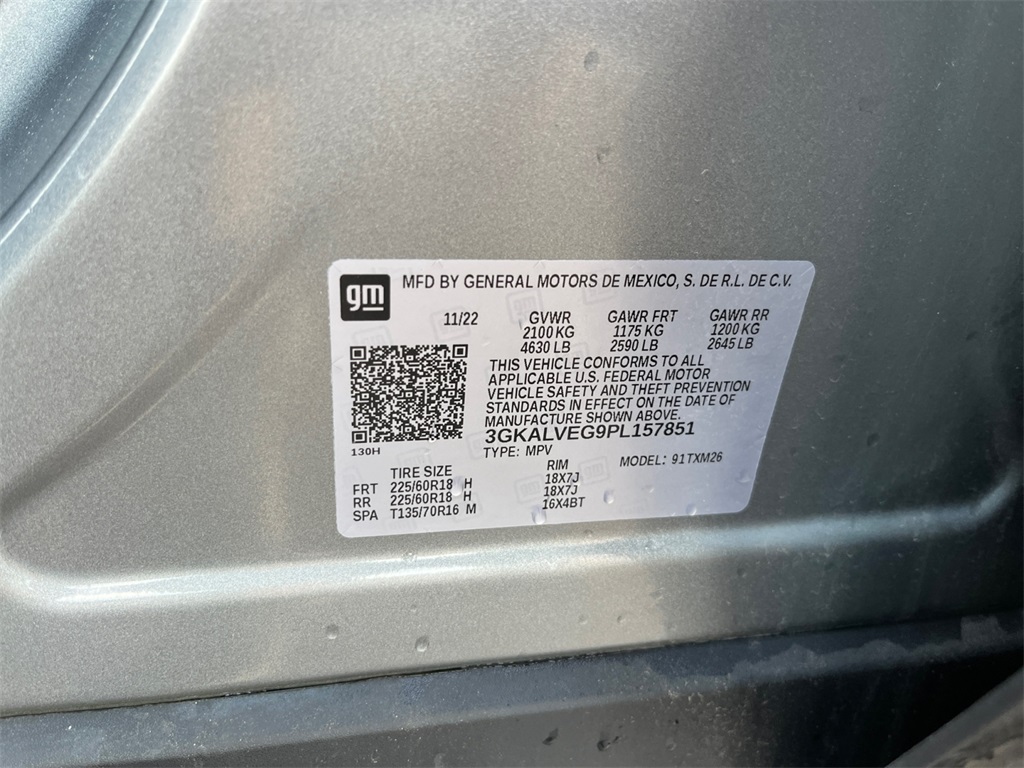 gm MFD BY GENERAL MOTORS DE MEXICO, S. DE R.L. DE C.V.
11/22 GVWR GAWR FRT GAWR RR
2100 KG 1175 KG 1200 KG
4630 LB 2590 LB 2645 LB
THIS VEHICLE CONFORMS TO ALL
APPLICABLE U.S. FEDERAL MOTOR
VEHICLE SAFETY AND THEFT PREVENTION
STANDARDS IN EFFECT ON THE DATE OF
MANUFACTURE SHOWN ABOVE.
3GKALVEG9PL157851
130H TYPE: MPV MODEL: 91TXM26
TIRE SIZE RIM
FRT 225/60R18 H 18X7J
RR 225/60R18 H 18X7J
SPA T135/70R16 M 16X4BT